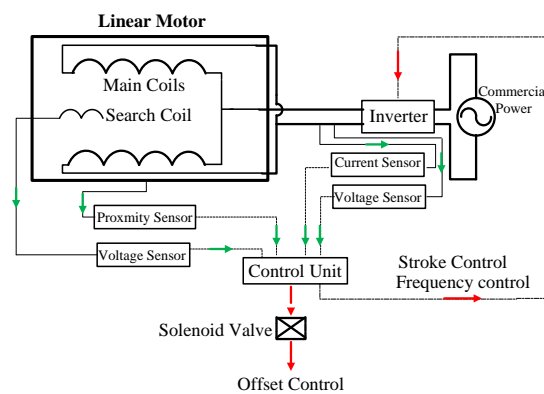 Linear Motor
Main Coils
Search Coil
Inverter
Commercial
Power
Current Sensor
Voltage Sensor
Proxmity Sensor
Voltage Sensor
Control Unit
Stroke Control
Frequency control
Solenoid Valve
Offset Control